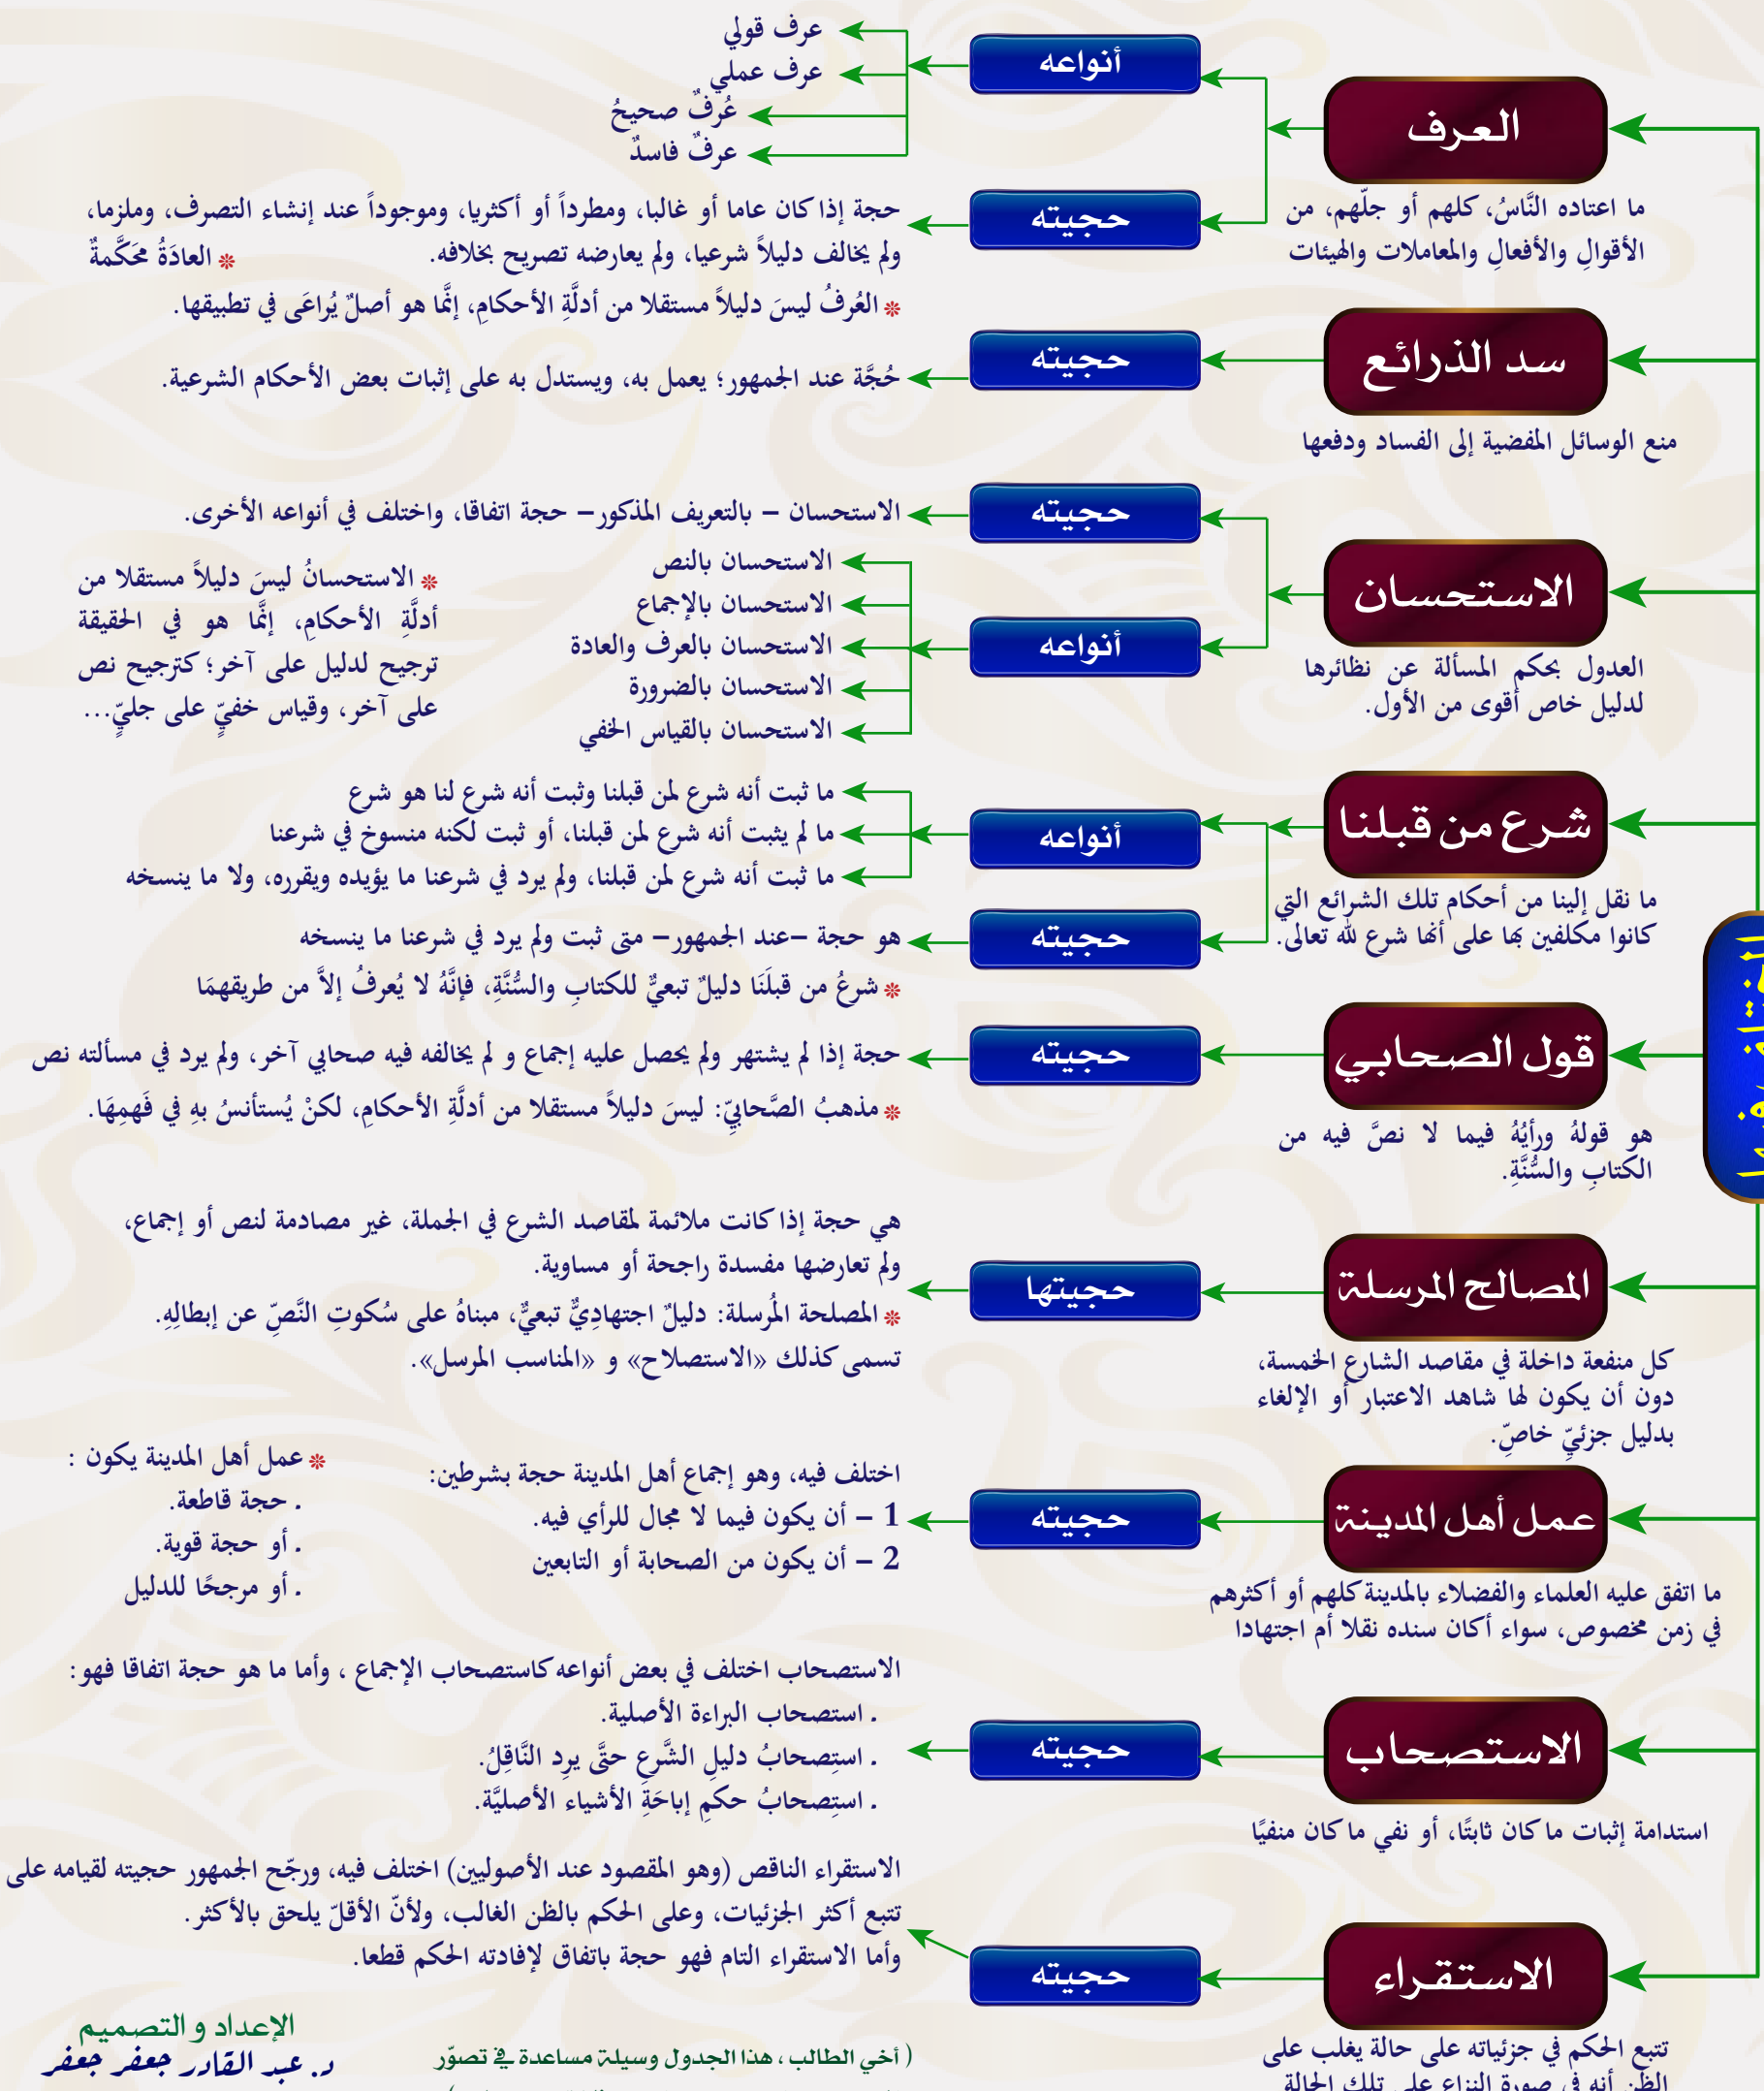 المختلف فيها
العرف
ما اعتاده النَّاسُ، كلهم أو جلّهم، من
الأقوالِ والأفعالِ والمعاملات والهيئات
أنواعه
عرف قولي
عرف عملي
عُرفٌ صحيحُ
عرفٌ فاسدٌ
حجيته
حجة إذا كان عاما أو غالبا، ومطرداً أو أكثريا، وموجوداً عند إنشاء التصرف، وملزما،
ولم يخالف دليلاً شرعيا، ولم يعارضه تصريح بخلافه.
❊ العادَةُ محَكَّمةٌ
❊ العُرفُ ليسَ دليلاً مستقلا من أدلَّةِ الأحكامِ، إنَّما هو أصلٌ يُراعَى في تطبيقها.
سد الذرائع
منع الوسائل المفضية إلى الفساد ودفعها
حجيته
حُجَّة عند الجمهور؛ يعمل به، ويستدل به على إثبات بعض الأحكام الشرعية.
الاستحسان
العدول بحكم المسألة عن نظائرها
لدليل خاص أقوى من الأول.
حجيته
الاستحسان – بالتعريف المذكور– حجة اتفاقا، واختلف في أنواعه الأخرى.
أنواعه
الاستحسان بالنص
الاستحسان بالإجماع
الاستحسان بالعرف والعادة
الاستحسان بالضرورة
الاستحسان بالقياس الخفي
❊ الاستحسانُ ليسَ دليلاً مستقلا من
أدلَّةِ الأحكامِ، إنَّما هو في الحقيقة
ترجيح لدليل على آخر؛ كترجيح نص
على آخر، وقياس خفيٍّ على جليٍّ...
شرع من قبلنا
ما نقل إلينا من أحكام تلك الشرائع التي
كانوا مكلفين بها على أنها شرع لله تعالى.
أنواعه
ما ثبت أنه شرع لمن قبلنا وثبت أنه شرع لنا هو شرع
ما لم يثبت أنه شرع لمن قبلنا، أو ثبت لكنه منسوخ في شرعنا
ما ثبت أنه شرع لمن قبلنا، ولم يرد في شرعنا ما يؤيده ويقرره، ولا ما ينسخه
حجيته
هو حجة –عند الجمهور– متى ثبت ولم يرد في شرعنا ما ينسخه
❊ شرعُ من قبلَنَا دليلٌ تبعيٌّ للكتابِ والسُّنَّةِ، فإنَّهُ لا يُعرفُ إلاَّ من طريقهمَا
قول الصحابي
هو قولهُ ورأيُهُ فيما لا نصَّ فيه من
الكتابِ والسُّنَّةِ.
حجيته
حجة إذا لم يشتهر ولم يحصل عليه إجماع و لم يخالفه فيه صحابي آخر، ولم يرد في مسألته نص
❊ مذهبُ الصَّحابيِّ: ليسَ دليلاً مستقلا من أدلَّةِ الأحكامِ، لكنْ يُستأنسُ بهِ في فَهمِهَا.
المصالح المرسلة
كل منفعة داخلة في مقاصد الشارع الخمسة،
دون أن يكون لها شاهد الاعتبار أو الإلغاء
بدليل جزئيّ خاصّ.
حجيتها
هي حجة إذا كانت ملائمة لمقاصد الشرع في الجملة، غير مصادمة لنص أو إجماع،
ولم تعارضها مفسدة راجحة أو مساوية.
❊ المصلحة المُرسلة: دليلٌ اجتهادِيٌّ تبعيٌّ، مبناهُ على سُكوتِ النَّصِّ عن إبطالِهِ.
تسمى كذلك «الاستصلاح» و «المناسب المرسل».
عمل أهل المدينة
ما اتفق عليه العلماء والفضلاء بالمدينة كلهم أو أكثرهم
في زمن مخصوص، سواء أكان سنده نقلا أم اجتهادا
حجيته
اختلف فيه، وهو إجماع أهل المدينة حجة بشرطين:
1 – أن يكون فيما لا مجال للرأي فيه.
2 – أن يكون من الصحابة أو التابعين
❊ عمل أهل المدينة يكون :
. حجة قاطعة.
. أو حجة قوية.
. أو مرجحًا للدليل
الاستصحاب
استدامة إثبات ما كان ثابتًا، أو نفي ما كان منفيًا
حجيته
الاستصحاب اختلف في بعض أنواعه كاستصحاب الإجماع ، وأما ما هو حجة اتفاقا فهو:
. استصحاب البراءة الأصلية.
. استِصحابُ دليلِ الشَّرعِ حتَّى يرِد النَّاقِلُ.
. استِصحابُ حكمِ إباحَةِ الأشياء الأصليَّة.
الاستقراء
تتبع الحكم في جزئياته على حالة يغلب على
الظن أنه في صورة النزاع على تلك الحالة
حجيته
الاستقراء الناقص (وهو المقصود عند الأصوليين) اختلف فيه، ورجّح الجمهور حجيته لقيامه على
تتبع أكثر الجزئيات، وعلى الحكم بالظن الغالب، ولأنّ الأقلّ يلحق بالأكثر.
وأما الاستقراء التام فهو حجة باتفاق لإفادته الحكم قطعا.
( أخي الطالب ، هذا الجدول وسيلة مساعدة في تصوّر
الإعداد و التصميم
د. عبد القادر جعفر جعفر